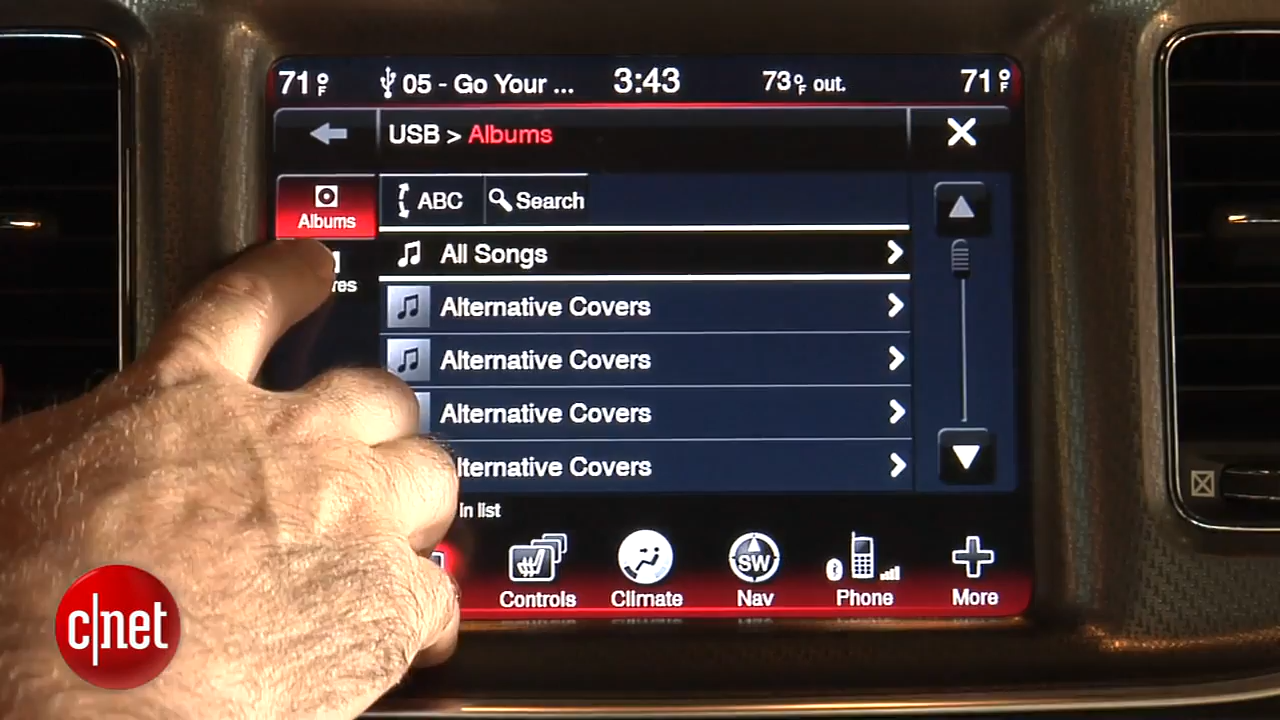 71°F 05 - Go Your ... 3:43 73°F out. 71°F
USB > Albums
Albums
ABC Search
All Songs
Alternative Covers
Alternative Covers
Alternative Covers
lternative Covers
in list
SW
Controls Climate Nav Phone More
c|net